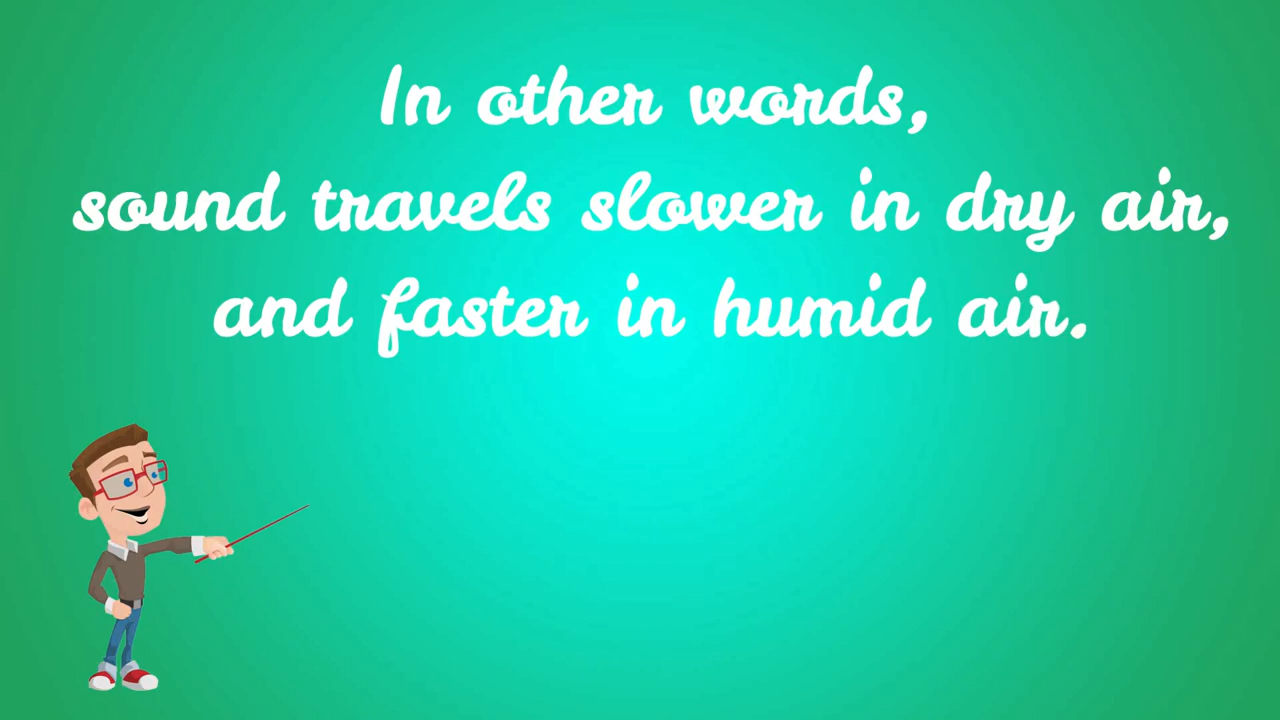 In other words,
sound travels slower in dry air,
and faster in humid air.